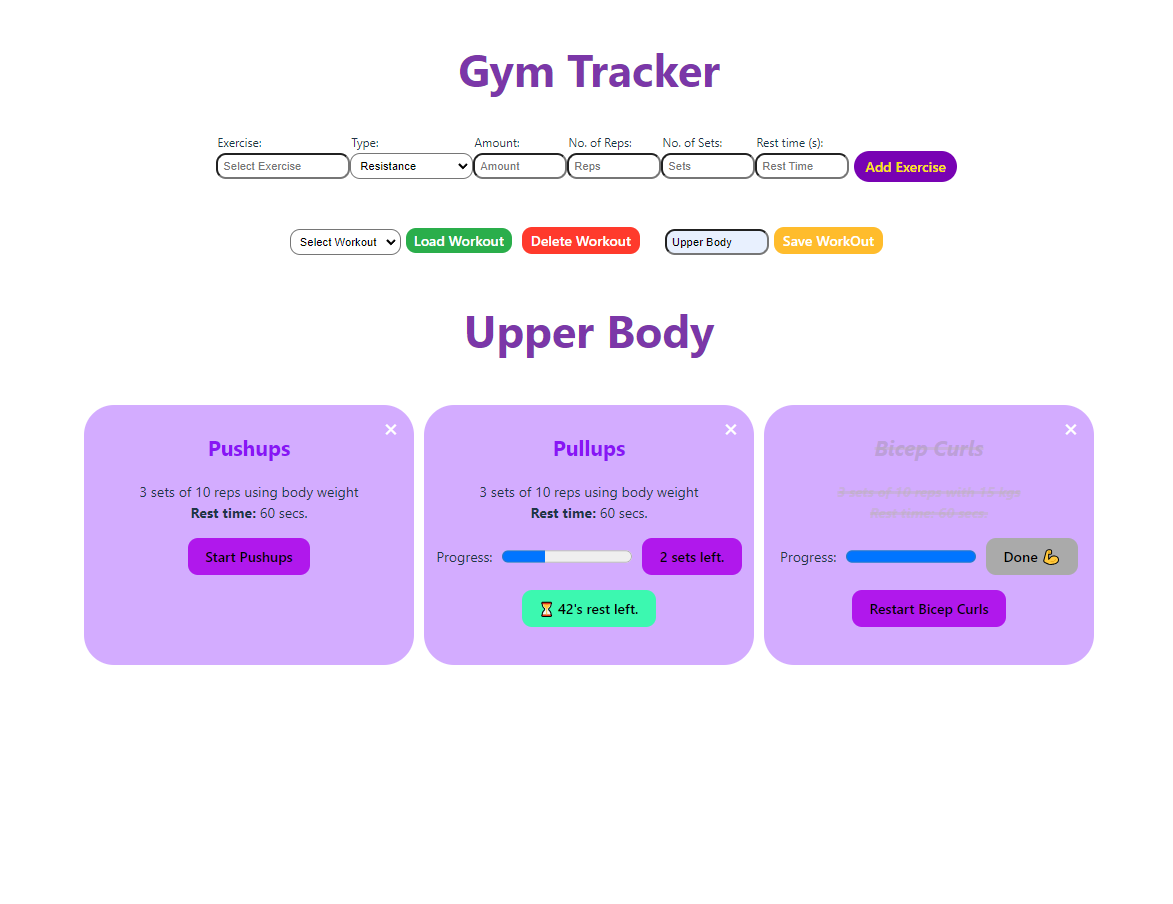 Gym Tracker
Exercise: Type: Amount: No. of Reps: No. of Sets: Rest time (s):
Select Exercise Resistance Amount Reps Sets Rest Time Add Exercise
Select Workout Load Workout Delete Workout Upper Body Save WorkOut
Upper Body
Pushups
3 sets of 10 reps using body weight
Rest time: 60 secs.
Start Pushups
Pullups
3 sets of 10 reps using body weight
Rest time: 60 secs.
Progress: 2 sets left.
⏳ 42's rest left.
Bicep Curls
3 sets of 10 reps with 15 kgs
Rest time: 60 secs.
Progress: Done 💪
Restart Bicep Curls